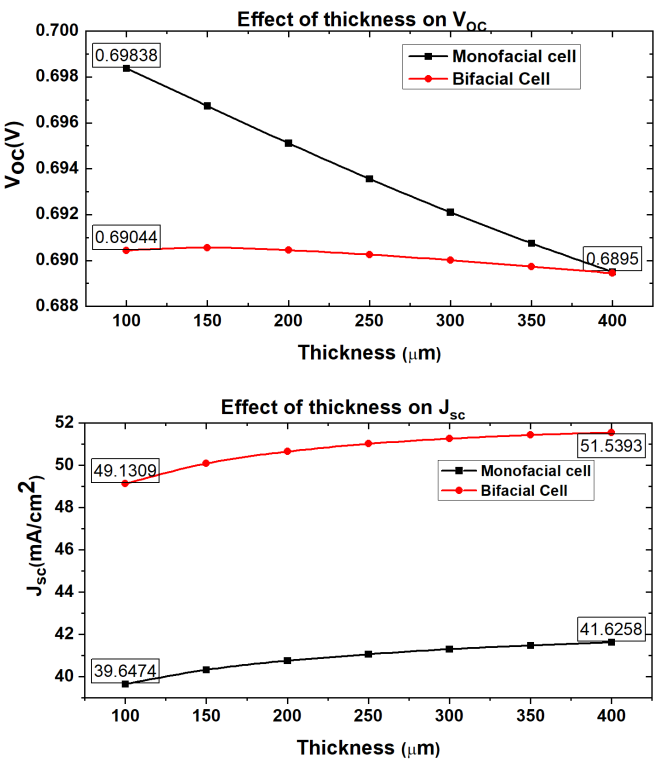 Effect of thickness on VOC
0.700
0.698
0.696
0.694
0.692
0.690
0.688
VOC(V)
0.69838
0.69044
0.6895
Monofacial cell
Bifacial Cell
100 150 200 250 300 350 400
Thickness (μm)
Effect of thickness on Jsc
52
50
48
46
44
42
40
Jsc(mA/cm2)
49.1309
51.5393
Monofacial cell
Bifacial Cell
41.6258
39.6474
100 150 200 250 300 350 400
Thickness (μm)